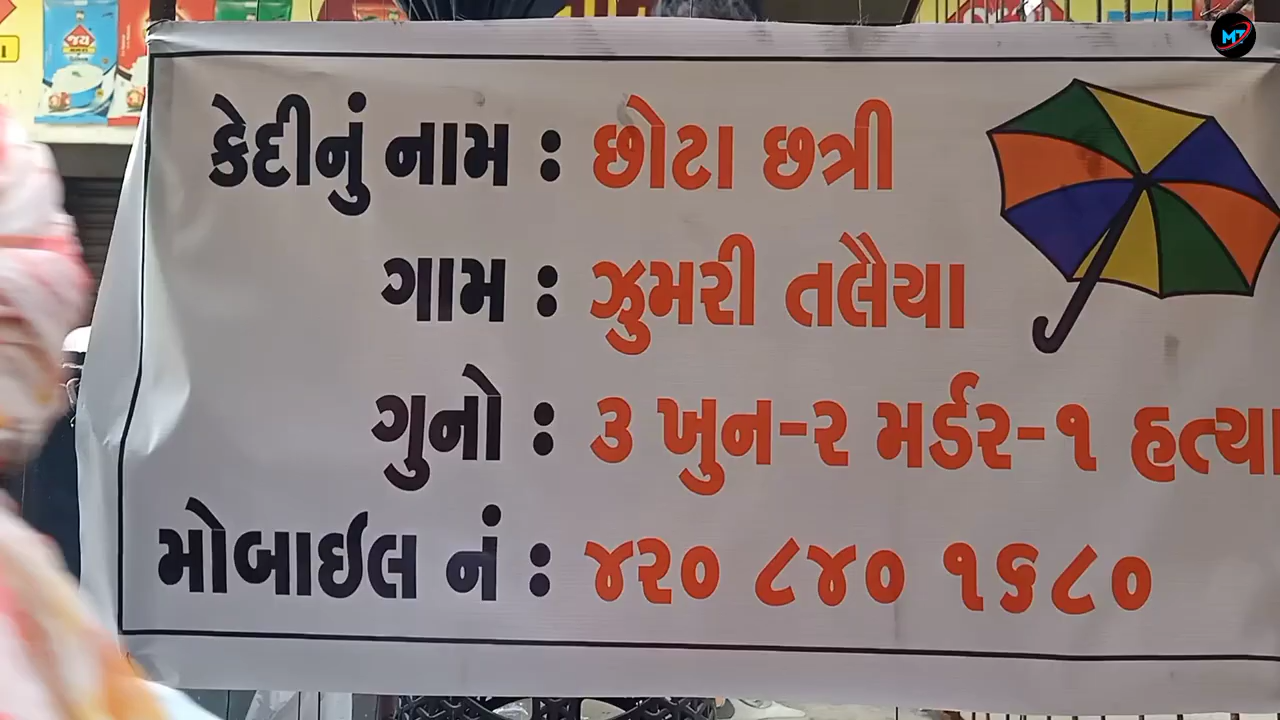 કેદીનું નામ : છોટા છત્રી
ગામ : ઝુમરી તલૈયા
ગુનો : ૩ ખુન-૨ મર્ડર-૧ હત્યા
મોબાઈલ નં : ૪૨૦ ૮૪૦ ૧૬૮૦